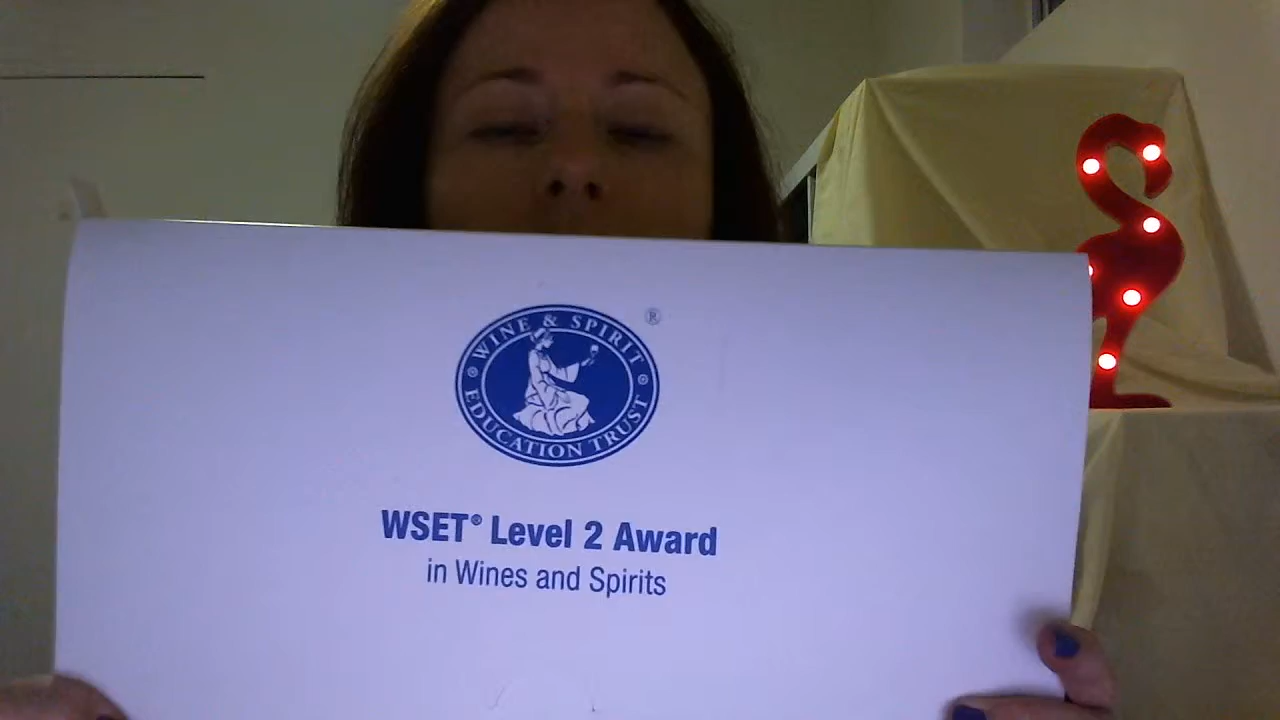 WINE & SPIRIT
EDUCATION TRUST
®
WSET® Level 2 Award
in Wines and Spirits